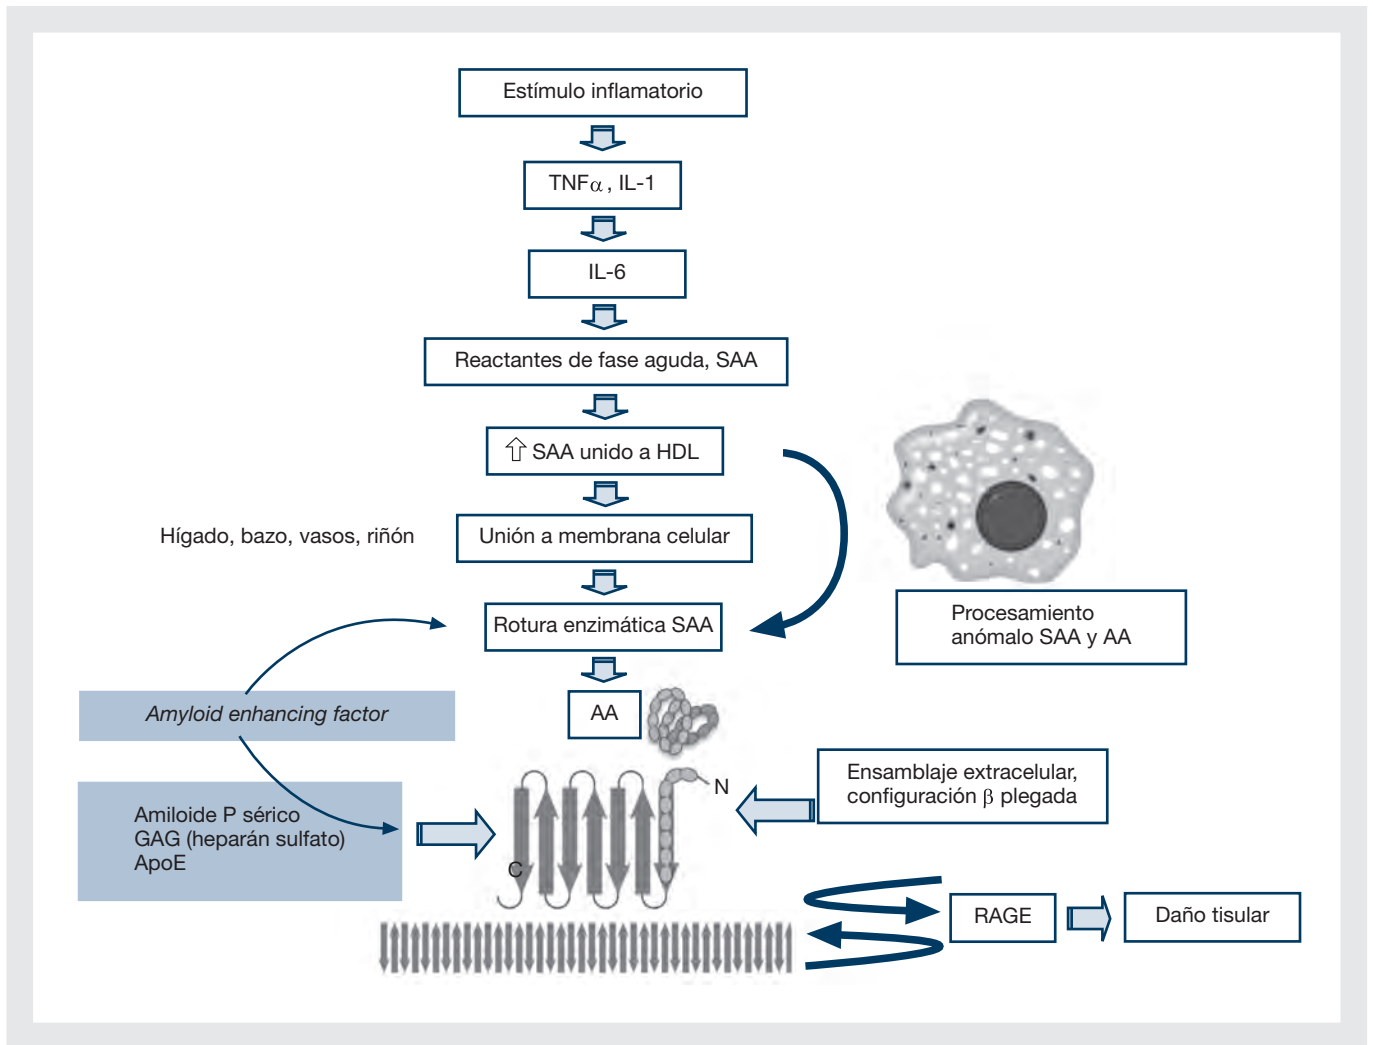 Estímulo inflamatorio
TNFα, IL-1
IL-6
Reactantes de fase aguda, SAA
⇧ SAA unido a HDL
Hígado, bazo, vasos, riñón
Unión a membrana celular
Rotura enzimática SAA
Procesamiento
anómalo SAA y AA
Amyloid enhancing factor
AA
Amiloide P sérico
GAG (heparán sulfato)
ApoE
N
C
Ensamblaje extracelular,
configuración β plegada
RAGE
Daño tisular